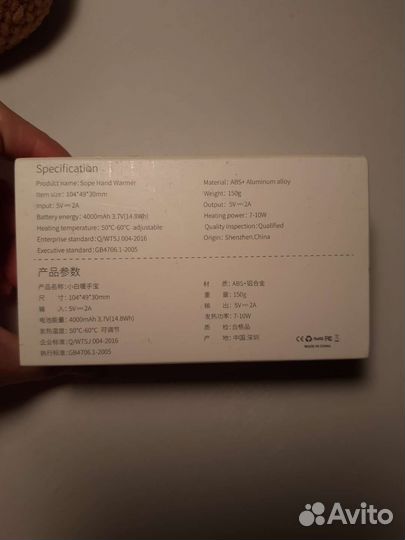 Specification
Product name: Sope Hand Warmer
Item size: 104*49*30mm
Input: 5V⎓2A
Battery energy: 4000mAh 3.7V(14.8Wh)
Heating temperature: 50°C-60°C adjustable
Enterprise standard: Q/WTSJ 004-2016
Executive standard: GB4706.1-2005
Material: ABS+ Aluminum alloy
Weight: 150g
Output: 5V⎓2A
Heating power: 7-10W
Quality inspection: Qualified
Origin: Shenzhen,China
产品参数
产品名称: 小白暖手宝
尺 寸: 104*49*30mm
输 入: 5V⎓2A
电池能量: 4000mAh 3.7V(14.8Wh)
发热温度: 50°C-60°C 可调节
企业标准: Q/WTSJ 004-2016
执行标准: GB4706.1-2005
材 质: ABS+铝合金
重 量: 150g
输 出: 5V⎓2A
发热功率: 7-10W
质 检: 合格品
产 地: 中国.深圳
CE RoHS
MADE IN CHINA
Avito